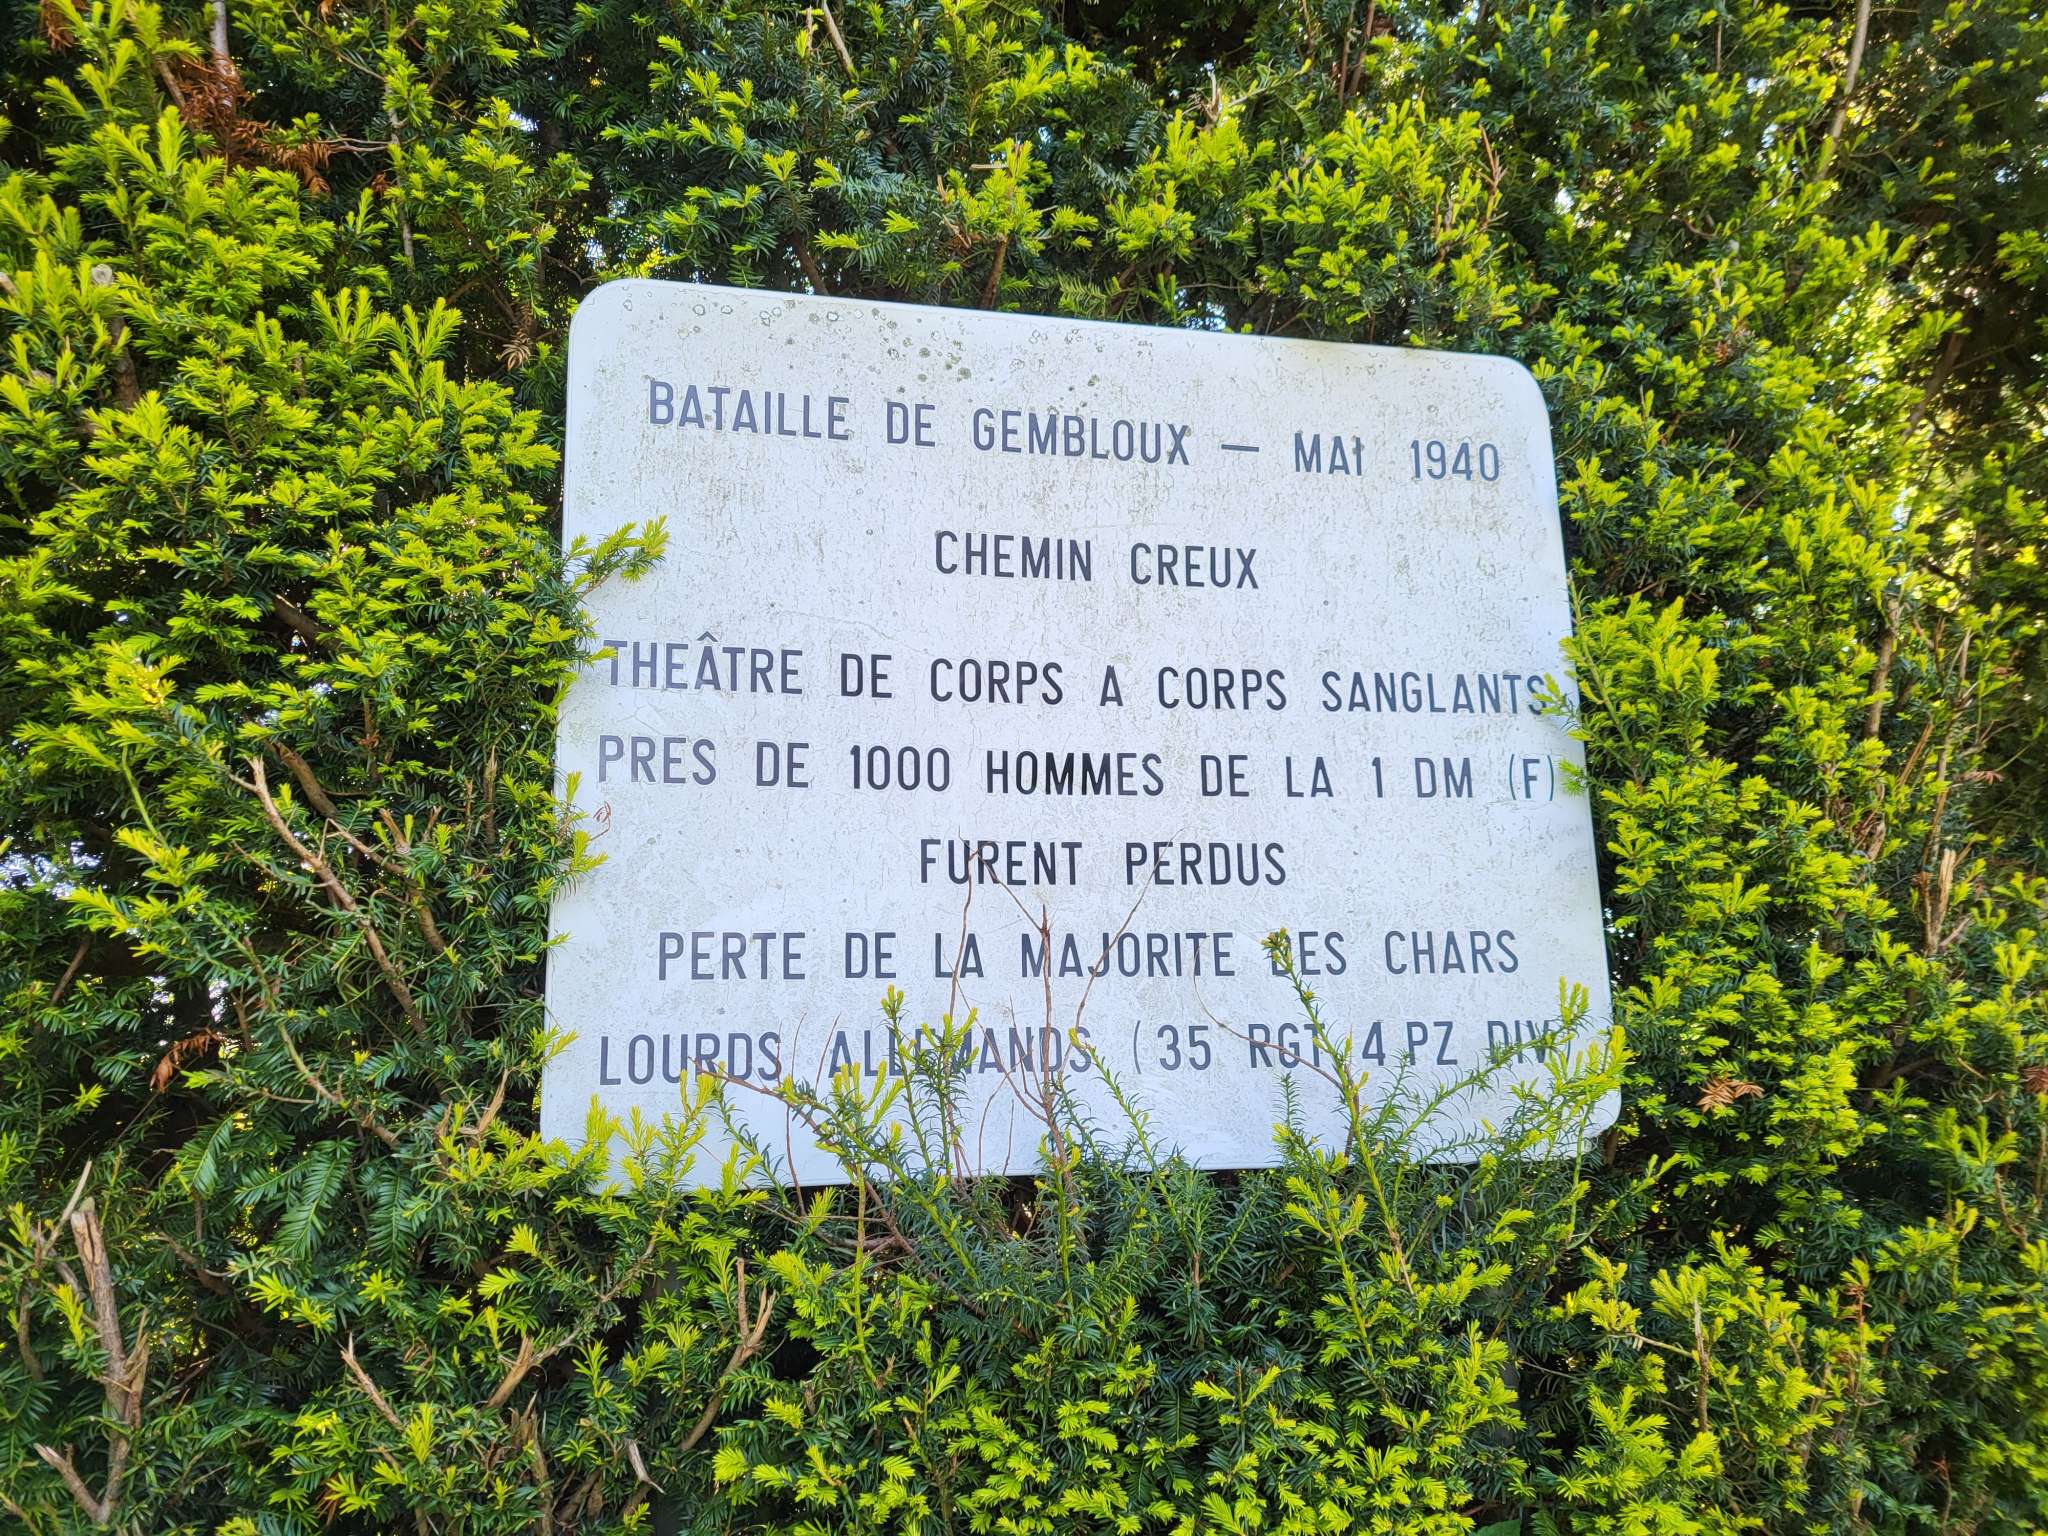 BATAILLE DE GEMBLOUX — MAI 1940
CHEMIN CREUX
THEÂTRE DE CORPS A CORPS SANGLANTS
PRES DE 1000 HOMMES DE LA 1 DM (F)
FURENT PERDUS
PERTE DE LA MAJORITE DES CHARS
LOURDS ALLEMANDS ( 35 RGT 4 PZ DIV